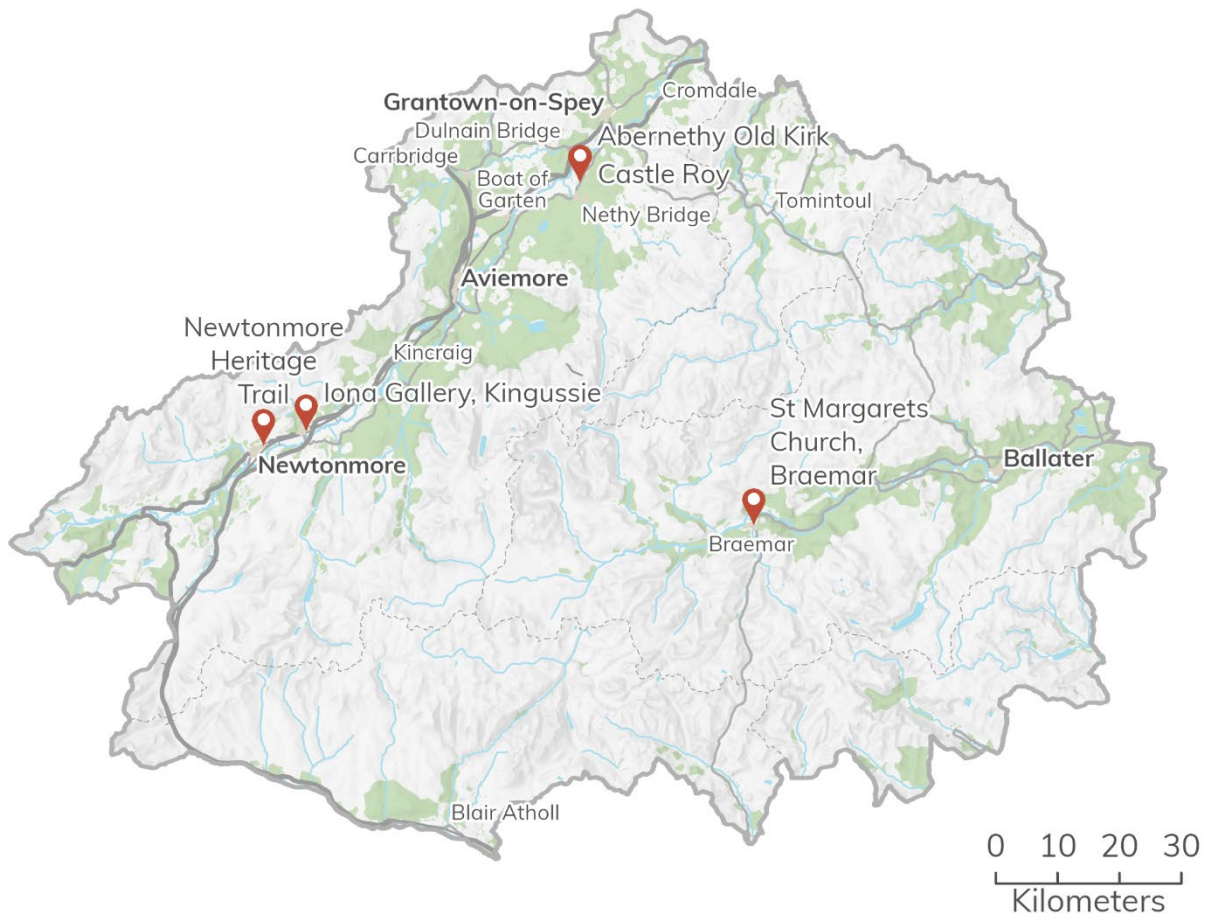 Cromdale
Grantown-on-Spey
Dulnain Bridge
Abernethy Old Kirk
Carrbridge
Castle Roy
Boat of
Garten
Nethy Bridge
Tomintoul
Aviemore
Newtonmore
Heritage
Trail
Kincraig
Iona Gallery, Kingussie
Newtonmore
St Margarets
Church,
Braemar
Ballater
Braemar
Blair Atholl
0 10 20 30
Kilometers